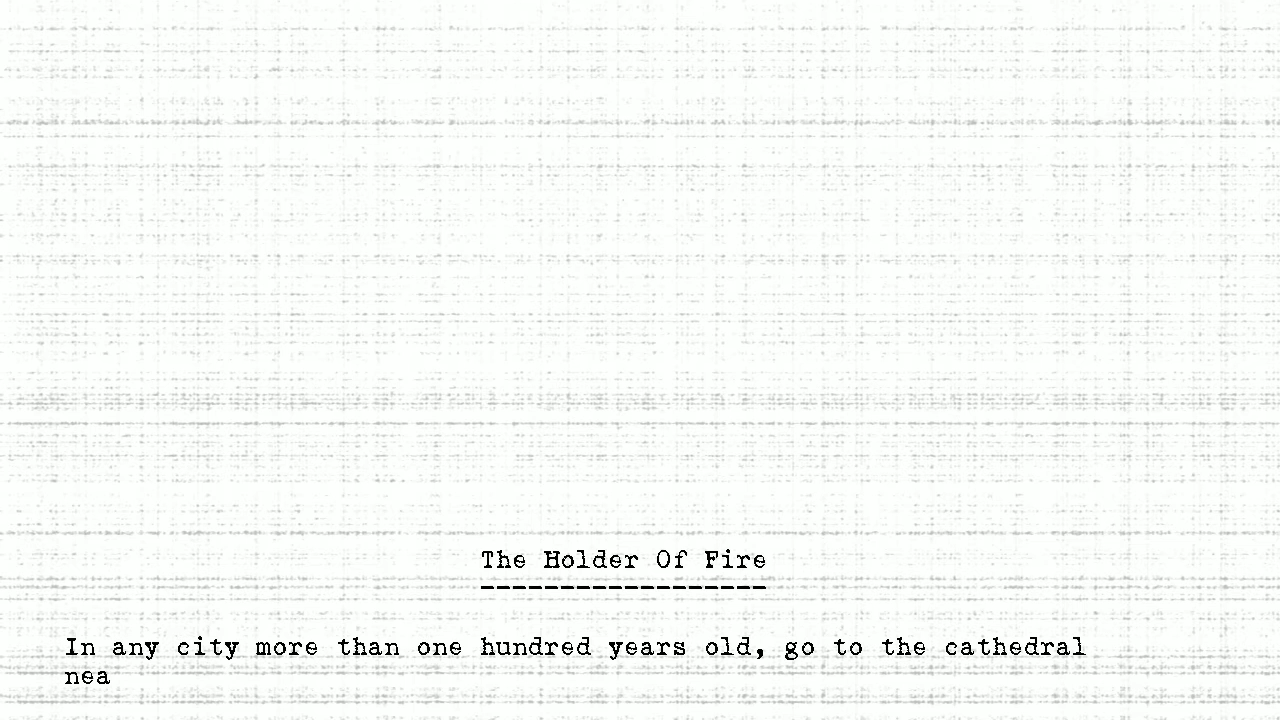 The Holder Of Fire
------------------
In any city more than one hundred years old, go to the cathedral
nea